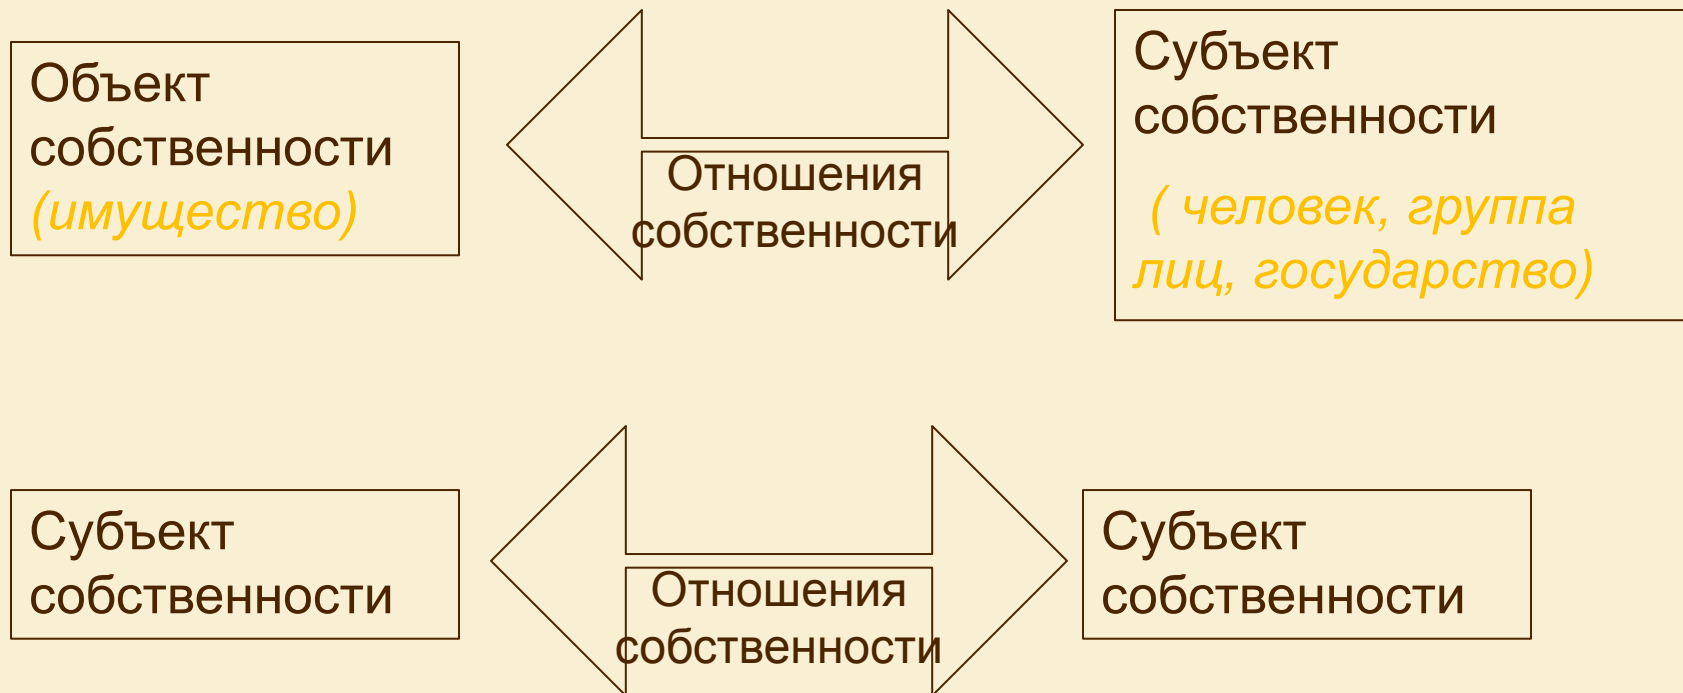 Объект
собственности
(имущество)
Отношения
собственности
Субъект
собственности
( человек, группа
лиц, государство)
Субъект
собственности
Отношения
собственности
Субъект
собственности